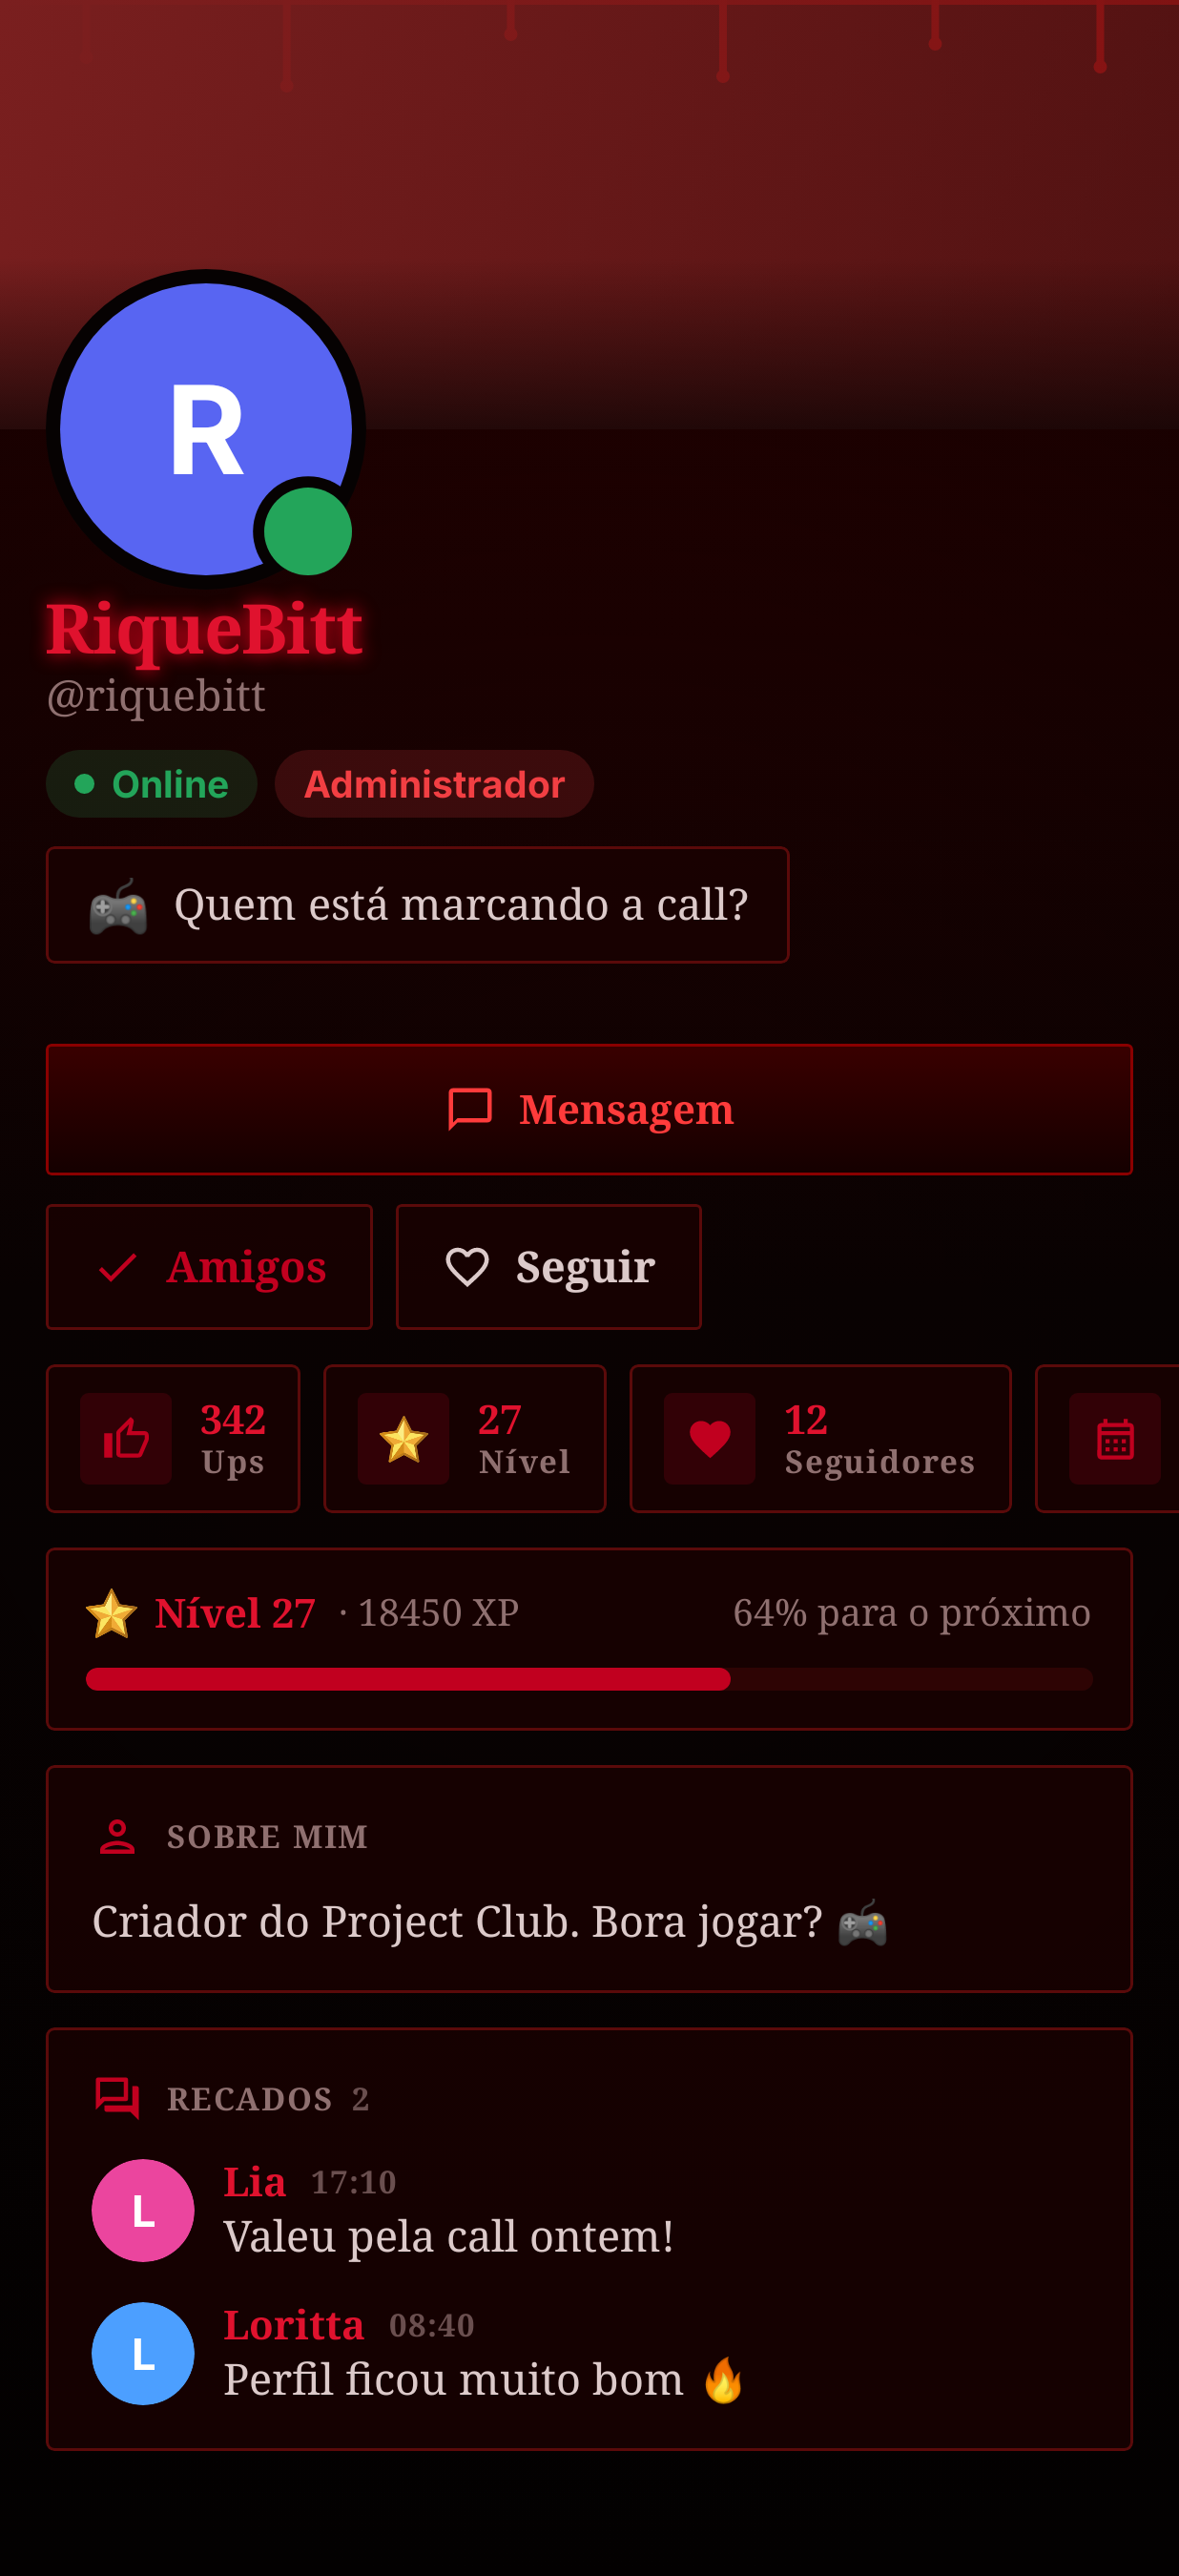 R
RiqueBitt
@riquebitt
Online
Administrador
🎮 Quem está marcando a call?
Mensagem
Amigos
Seguir
342
Ups
27
Nível
12
Seguidores
Nível 27 · 18450 XP
64% para o próximo
SOBRE MIM
Criador do Project Club. Bora jogar? 🎮
RECADOS 2
L
Lia 17:10
Valeu pela call ontem!
L
Loritta 08:40
Perfil ficou muito bom 🔥